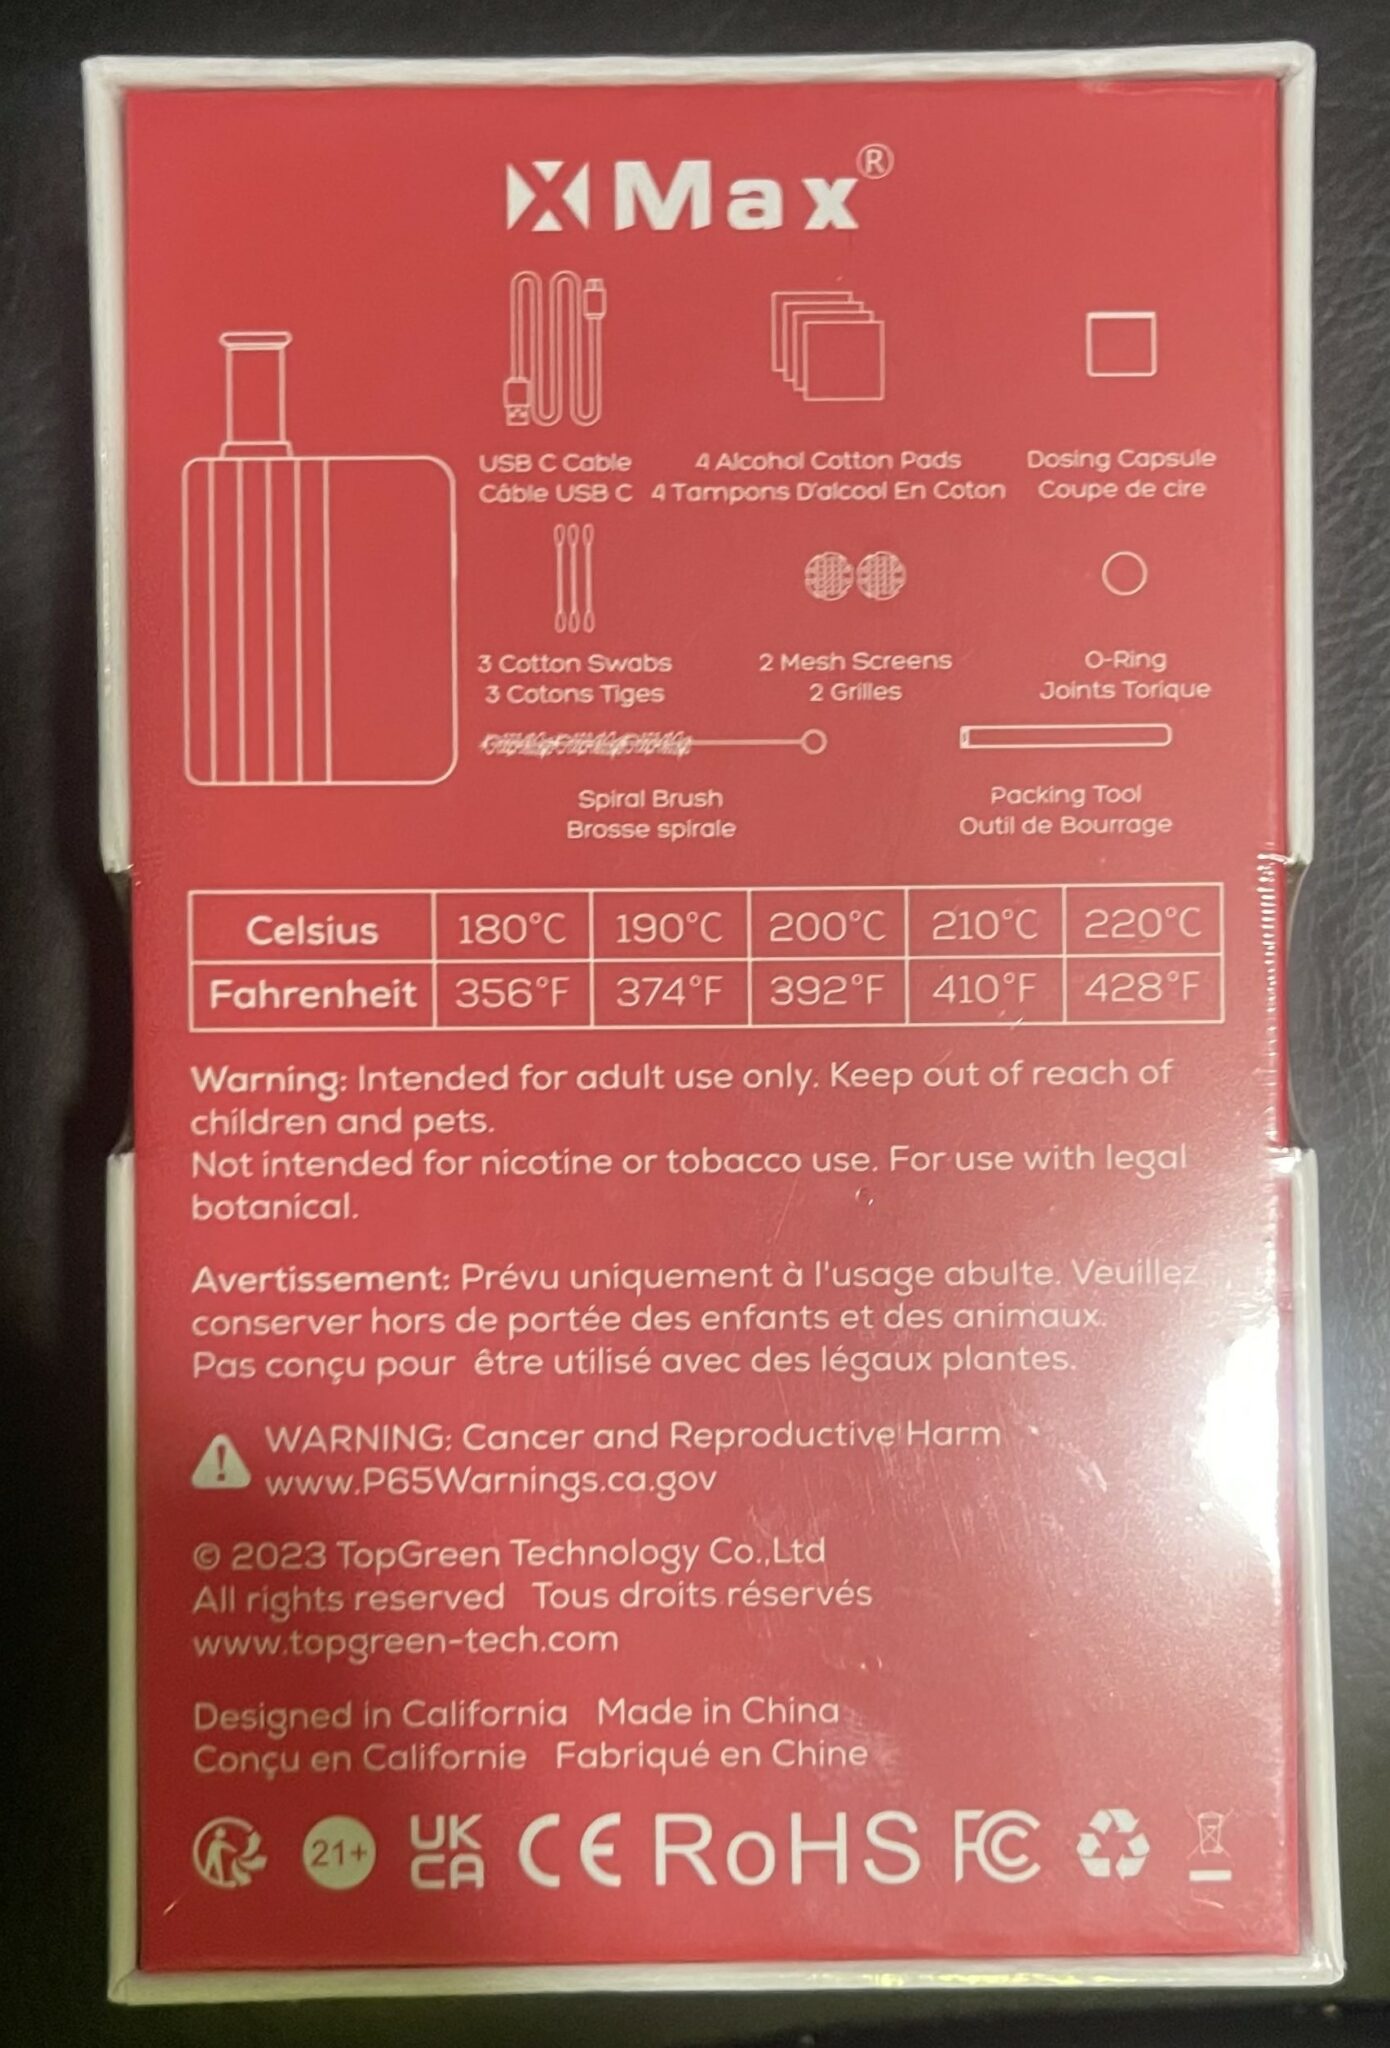 XMax®
USB C Cable
Câble USB C
4 Alcohol Cotton Pads
4 Tampons D'alcool En Coton
Dosing Capsule
Coupe de cire
3 Cotton Swabs
3 Cotons Tiges
2 Mesh Screens
2 Grilles
O-Ring
Joints Torique
Spiral Brush
Brosse spirale
Packing Tool
Outil de Bourrage
Celsius 180°C 190°C 200°C 210°C 220°C
Fahrenheit 356°F 374°F 392°F 410°F 428°F
Warning: Intended for adult use only. Keep out of reach of
children and pets.
Not intended for nicotine or tobacco use. For use with legal
botanical.
Avertissement: Prévu uniquement à l'usage abulte. Veuillez
conserver hors de portée des enfants et des animaux.
Pas conçu pour être utilisé avec des légaux plantes.
WARNING: Cancer and Reproductive Harm
www.P65Warnings.ca.gov
© 2023 TopGreen Technology Co.,Ltd
All rights reserved Tous droits réservés
www.topgreen-tech.com
Designed in California Made in China
Conçu en Californie Fabriqué en Chine
21+ UK CA CE RoHS FC